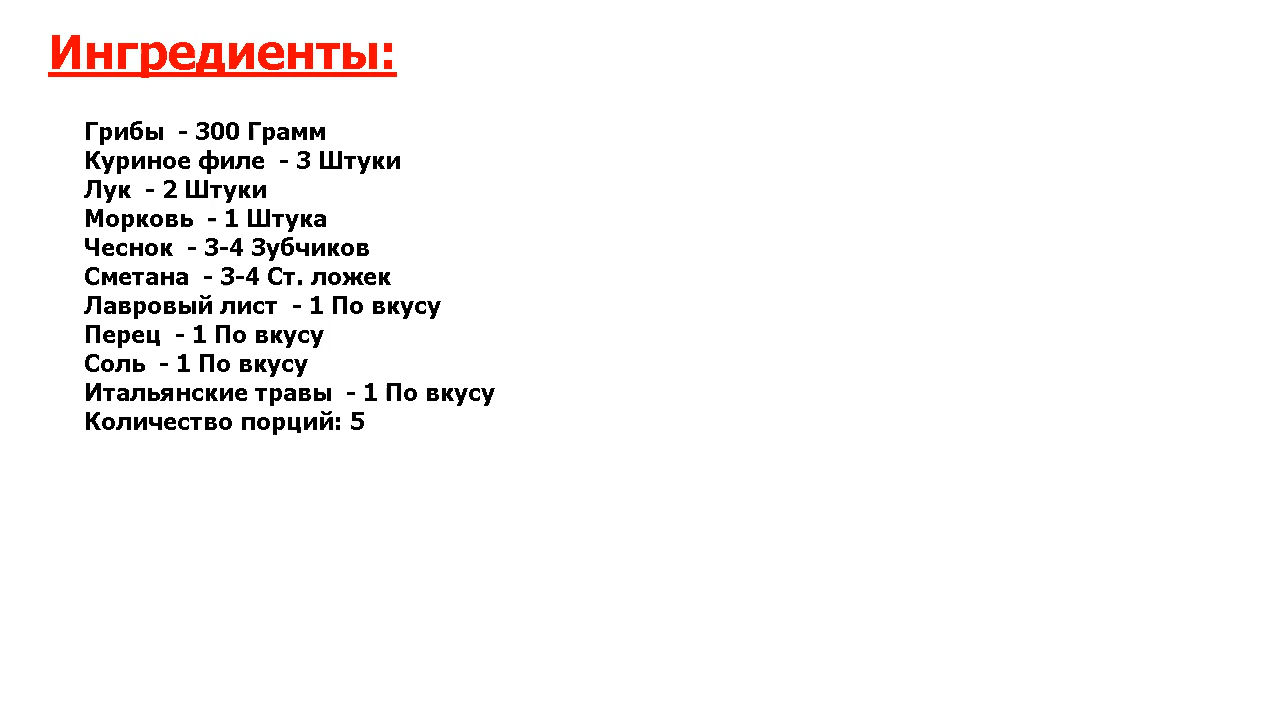 Ингредиенты:
Грибы - 300 Грамм
Куриное филе - 3 Штуки
Лук - 2 Штуки
Морковь - 1 Штука
Чеснок - 3-4 Зубчиков
Сметана - 3-4 Ст. ложек
Лавровый лист - 1 По вкусу
Перец - 1 По вкусу
Соль - 1 По вкусу
Итальянские травы - 1 По вкусу
Количество порций: 5